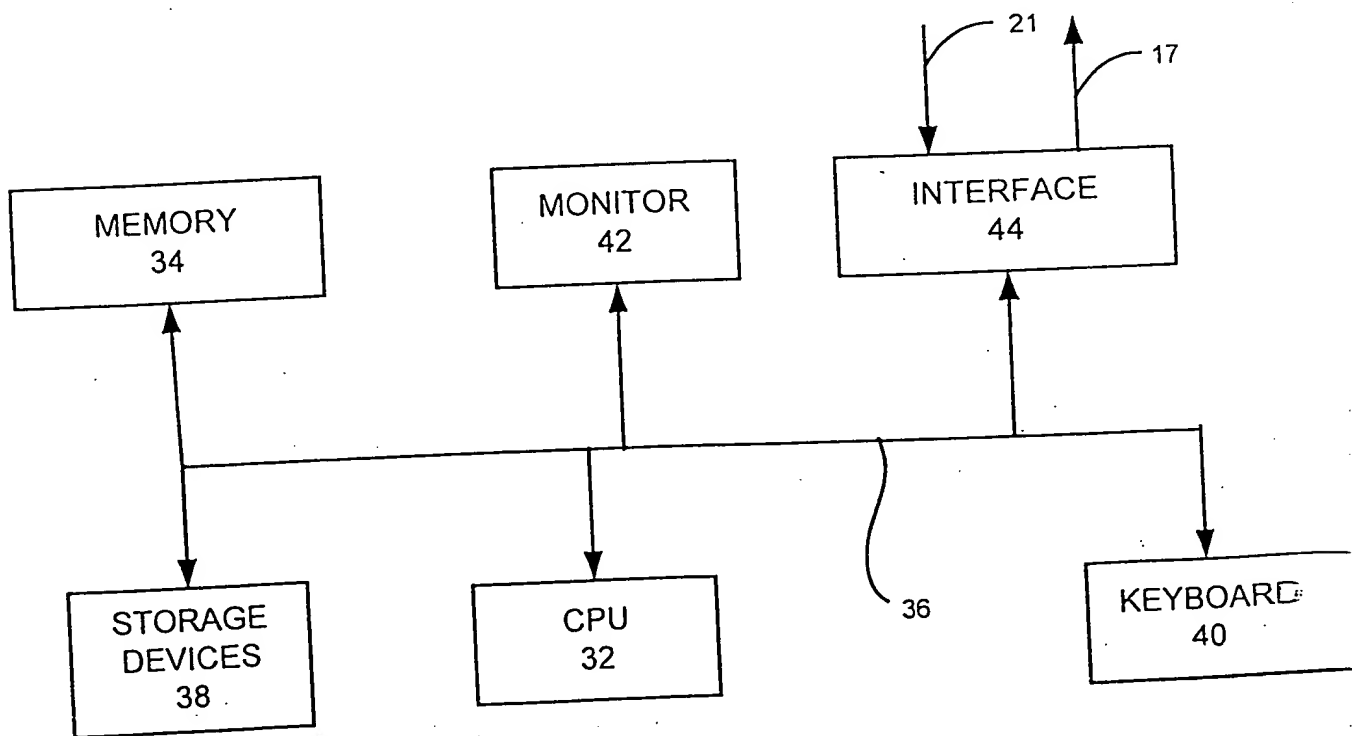 21
17
MEMORY
34
MONITOR
42
INTERFACE
44
STORAGE
DEVICES
38
CPU
32
36
KEYBOARD
40